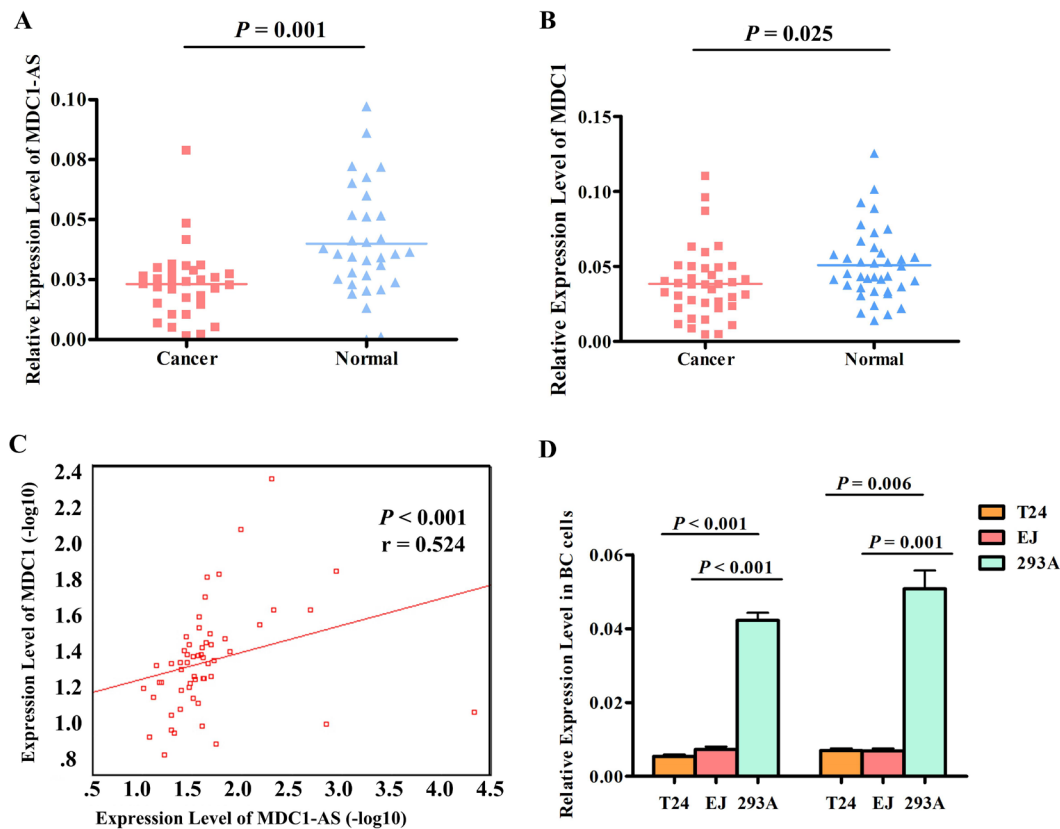 A
P = 0.001
Relative Expression Level of MDC1-AS
0.10
0.08
0.05
0.03
0.00
Cancer Normal
B
P = 0.025
Relative Expression Level of MDC1
0.15
0.10
0.05
0.00
Cancer Normal
C
Expression Level of MDC1 (-log10)
2.4
2.2
2.0
1.8
1.6
1.4
1.2
1.0
.8
P < 0.001
r = 0.524
.5 1.0 1.5 2.0 2.5 3.0 3.5 4.0 4.5
Expression Level of MDC1-AS (-log10)
D
Relative Expression Level in BC cells
0.06
0.04
0.02
0.00
P < 0.001
P < 0.001
P = 0.006
P = 0.001
T24
EJ
293A
T24 EJ 293A T24 EJ 293A